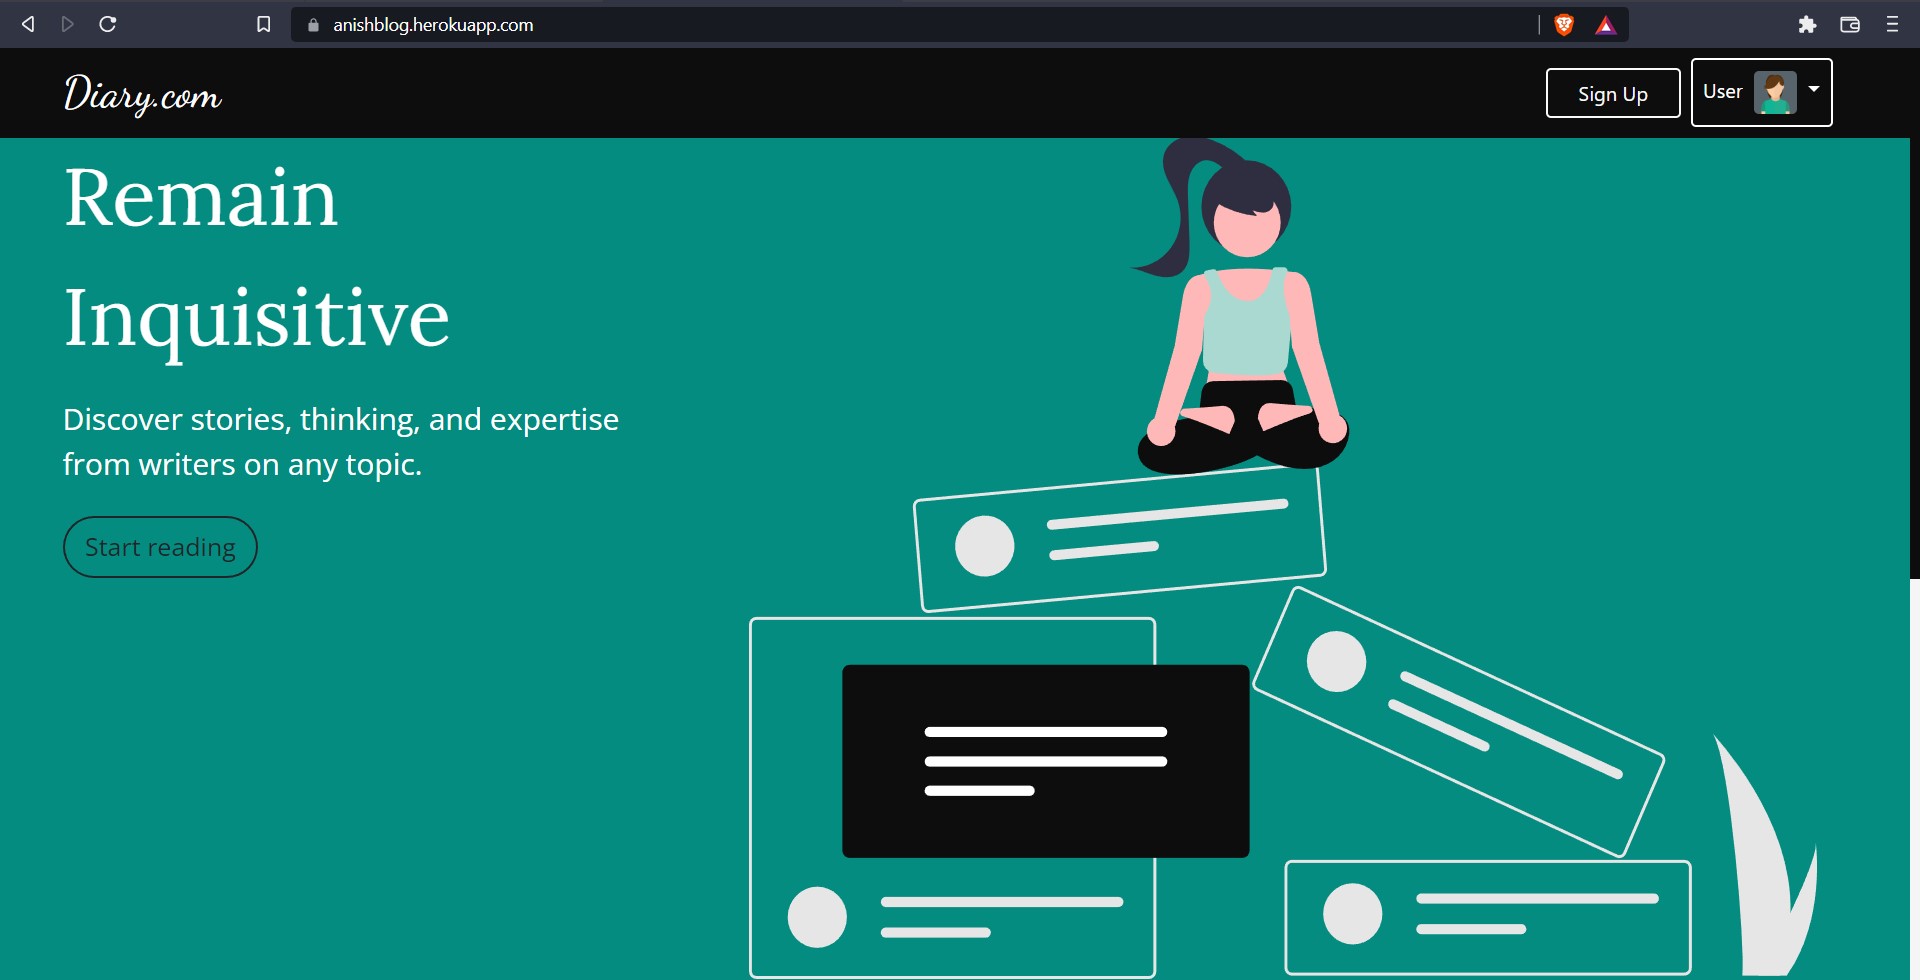 anishblog.herokuapp.com
Diary.com
Sign Up
User
Remain
Inquisitive
Discover stories, thinking, and expertise
from writers on any topic.
Start reading